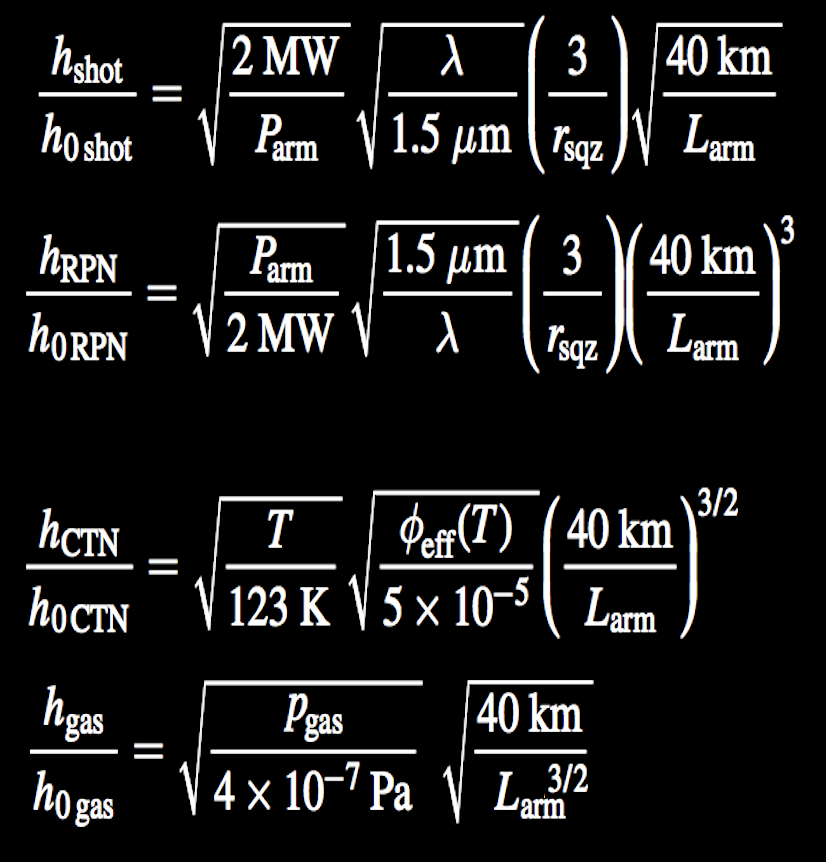 h_shot / h_0 shot = √(2 MW / P_arm) √(λ / 1.5 μm) (3 / r_sqz) √(40 km / L_arm)
h_RPN / h_0 RPN = √(P_arm / 2 MW) √(1.5 μm / λ) (3 / r_sqz) (40 km / L_arm)^3
h_CTN / h_0 CTN = √(T / 123 K) √(ϕ_eff(T) / 5 × 10^−5) (40 km / L_arm)^3/2
h_gas / h_0 gas = √(p_gas / 4 × 10^−7 Pa) √(40 km / L_arm^3/2)